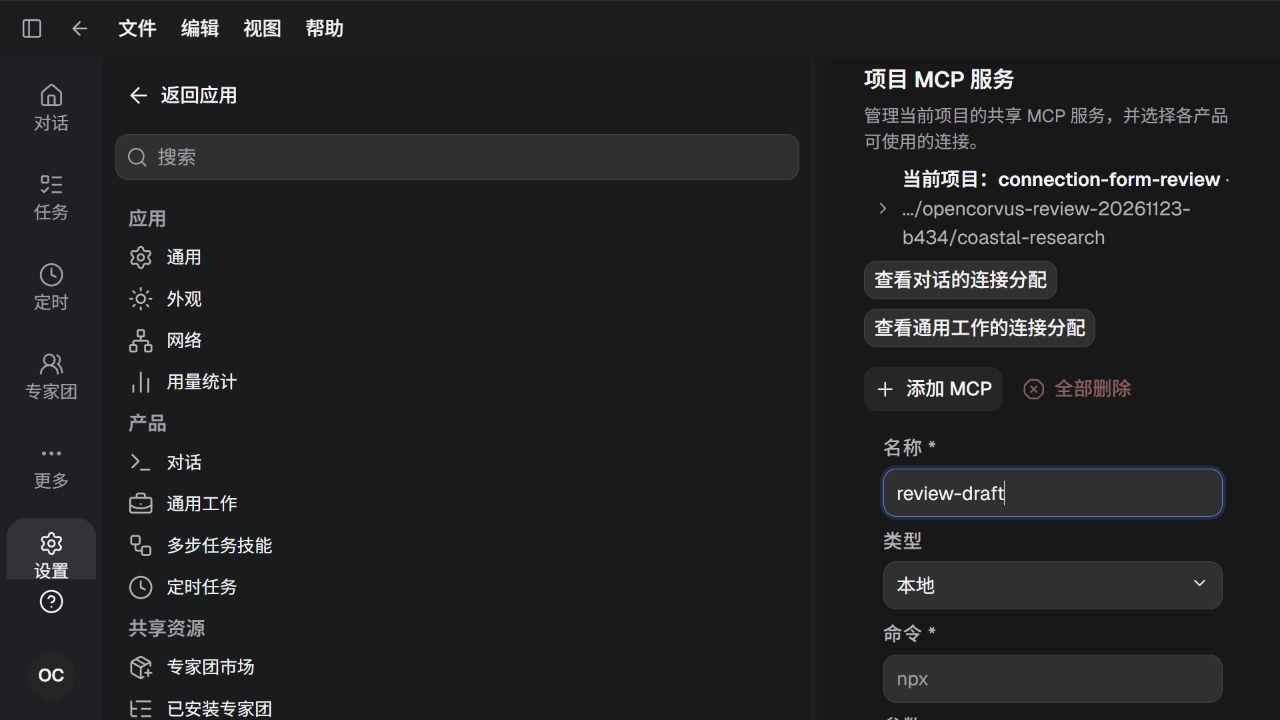 文件 编辑 视图 帮助
对话
任务
定时
专家团
更多
设置
OC
返回应用
搜索
应用
通用
外观
网络
用量统计
产品
对话
通用工作
多步任务技能
定时任务
共享资源
专家团市场
已安装专家团
项目 MCP 服务
管理当前项目的共享 MCP 服务，并选择各产品
可使用的连接。
当前项目：connection-form-review ·
.../opencorvus-review-20261123-
b434/coastal-research
查看对话的连接分配
查看通用工作的连接分配
添加 MCP 全部删除
名称 *
review-draft
类型
本地
命令 *
npx